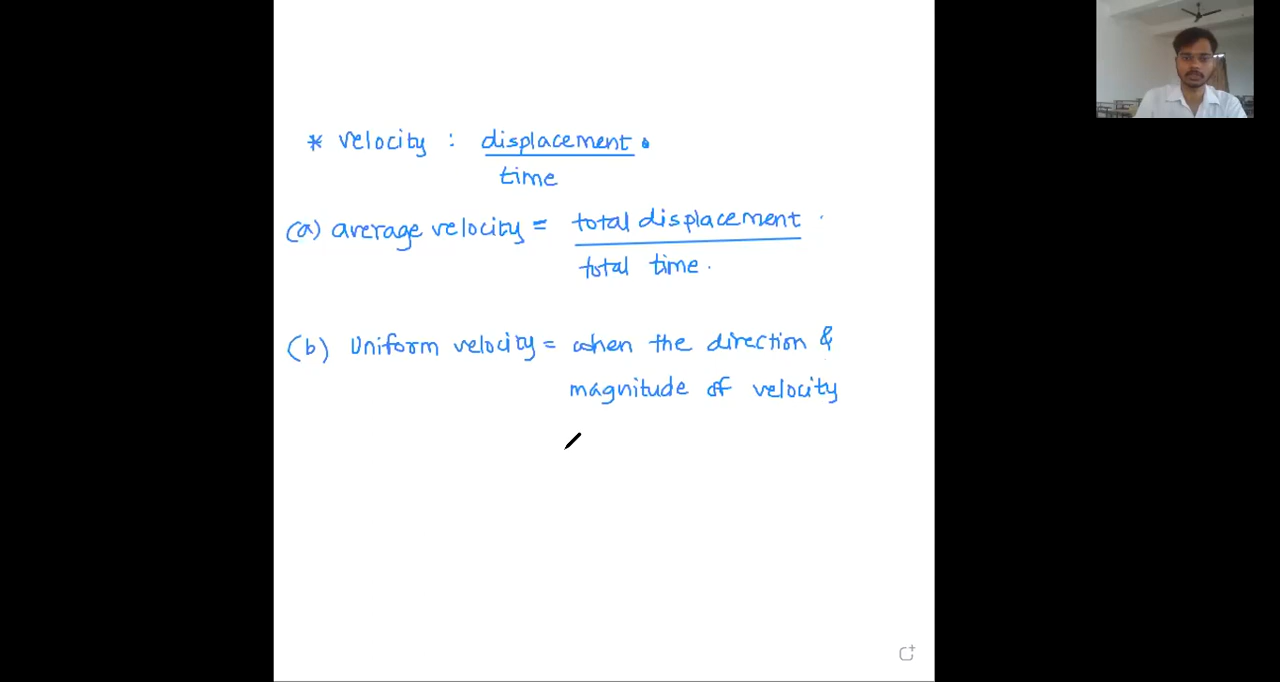 * velocity : displacement.
time
(a) average velocity = total displacement
total time.
(b) Uniform velocity = when the direction &
magnitude of velocity